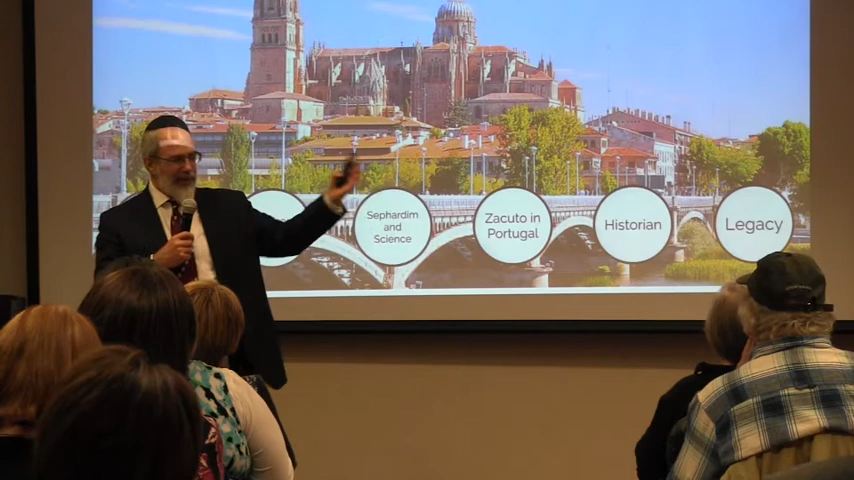 Sephardim
and
Science
Zacuto in
Portugal
Historian
Legacy